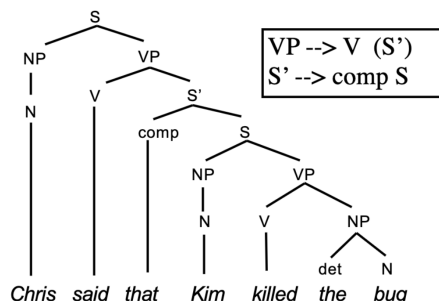 S
NP VP
VP --> V (S’)
S’ --> comp S
N V S’
comp S
NP VP
N V NP
det N
Chris said that Kim killed the bug